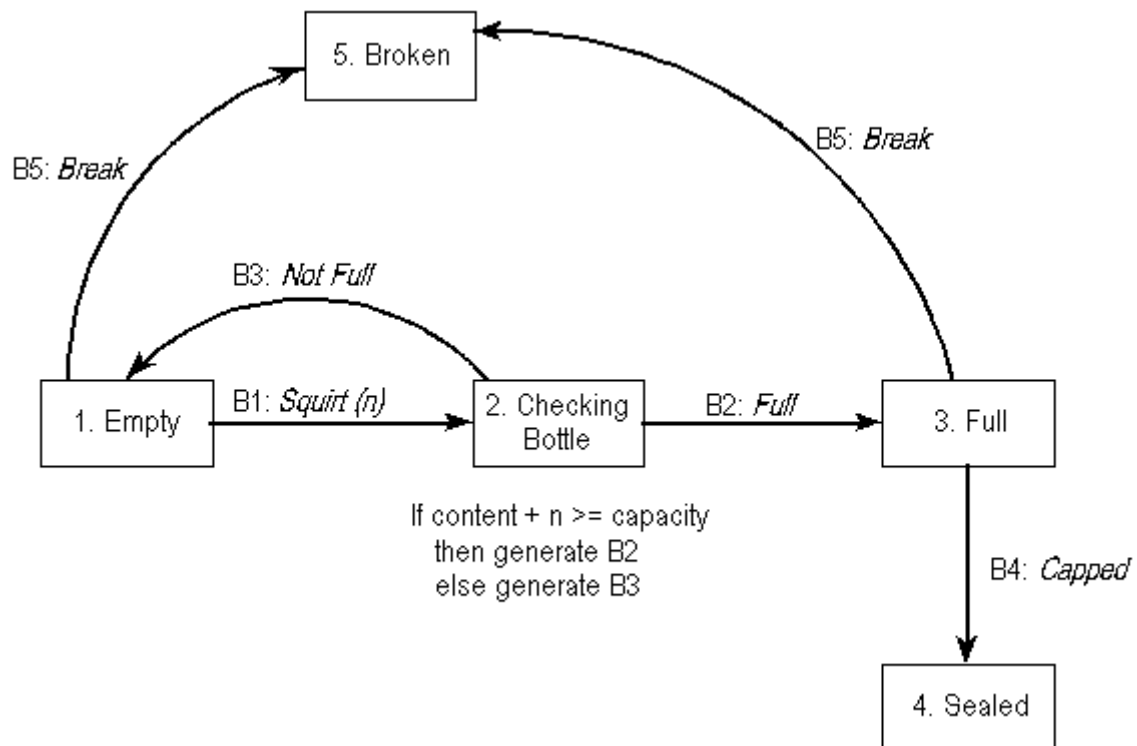 5. Broken
B5: Break
B5: Break
B3: Not Full
1. Empty
B1: Squirt (n)
2. Checking
Bottle
B2: Full
3. Full
If content + n >= capacity
then generate B2
else generate B3
B4: Capped
4. Sealed